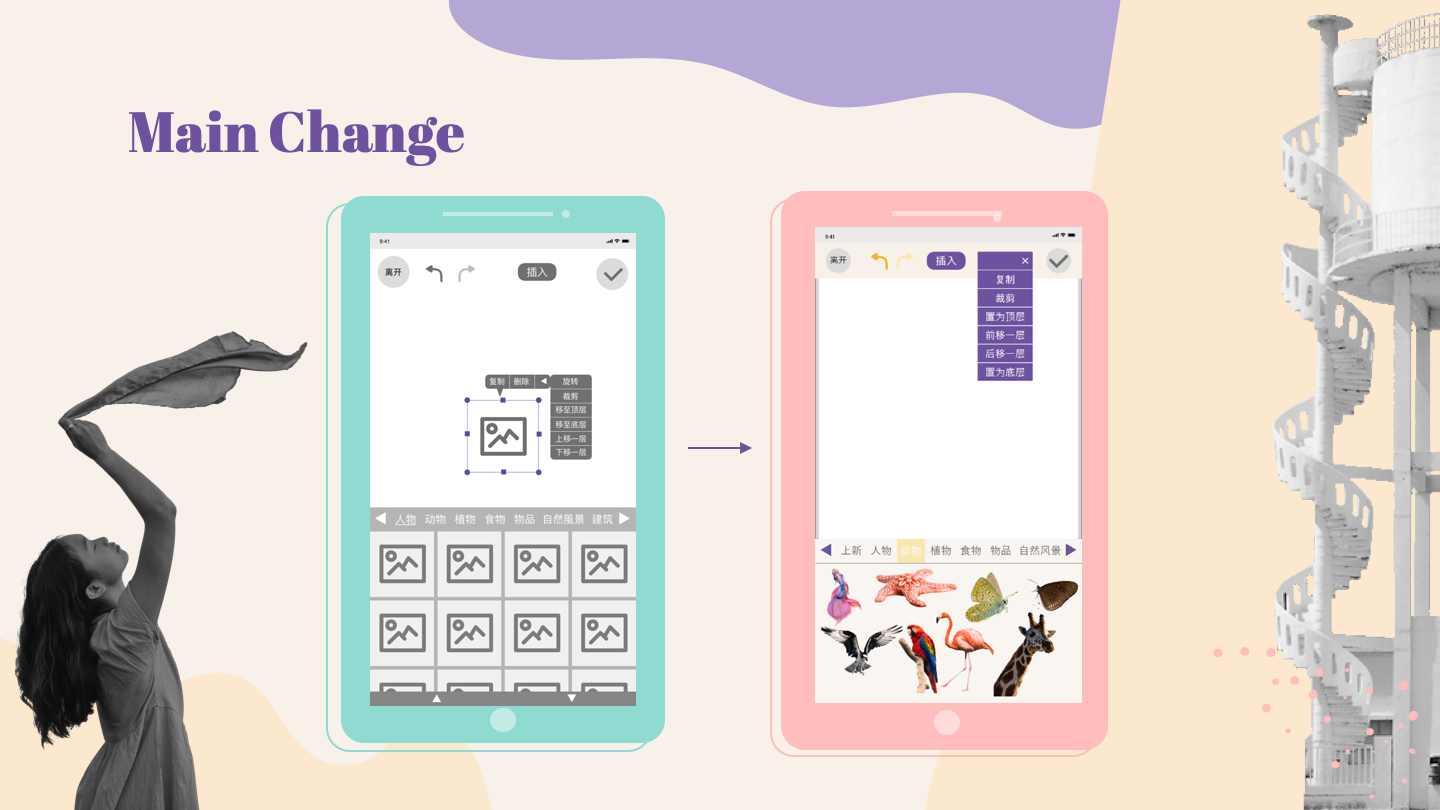 Main Change
9:41
离开
插入
复制 删除
旋转
裁剪
移至顶层
移至底层
上移一层
下移一层
人物 动物 植物 食物 物品 自然風景 建筑
9:41
离开
插入
×
复制
裁剪
置为顶层
前移一层
后移一层
置为底层
上新 人物 动物 植物 食物 物品 自然风景